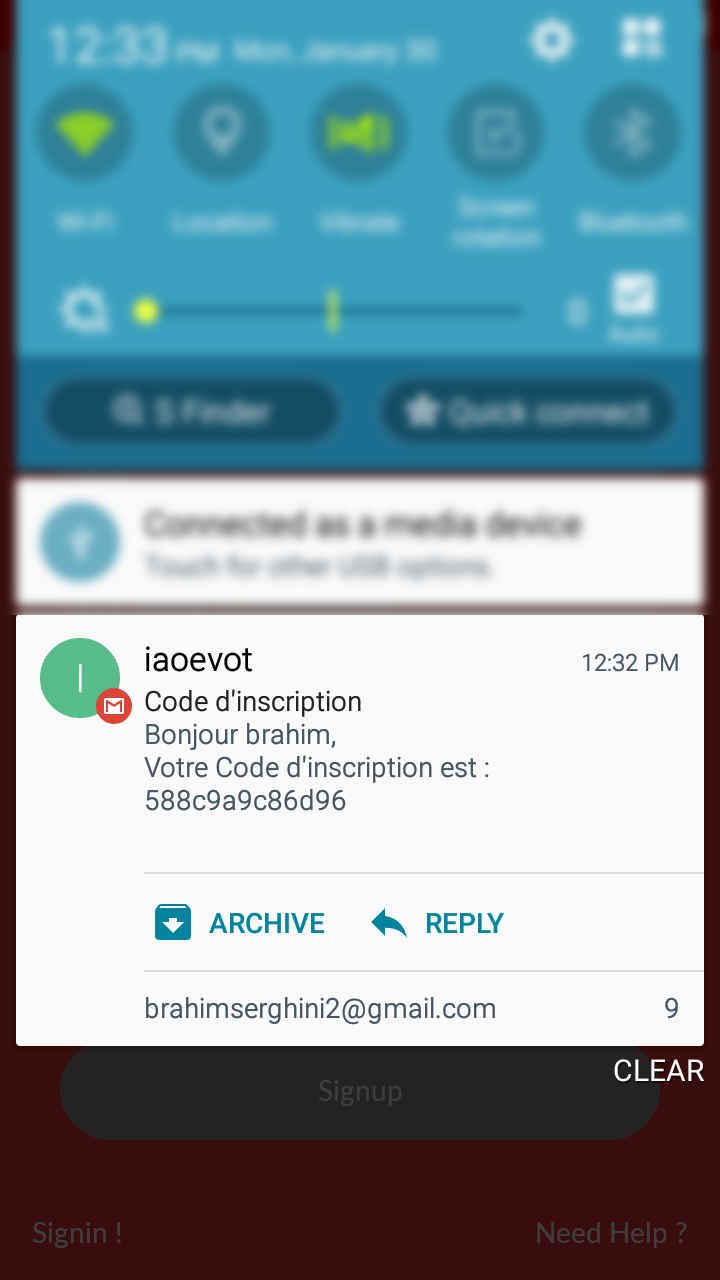 12:33 PM Mon, January 30
Wi-Fi
Location
Vibrate
Screen
rotation
Bluetooth
0
Auto
S Finder
Quick connect
Connected as a media device
Touch for other USB options.
I
iaoevot
12:32 PM
Code d'inscription
Bonjour brahim,
Votre Code d'inscription est :
588c9a9c86d96
ARCHIVE
REPLY
brahimserghini2@gmail.com
9
CLEAR
Signup
Signin !
Need Help ?